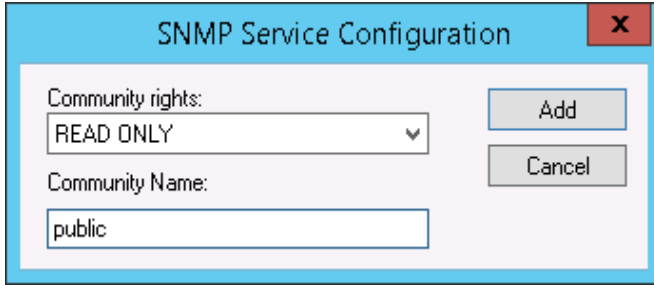 SNMP Service Configuration
x
Community rights:
READ ONLY
Add
Cancel
Community Name:
public